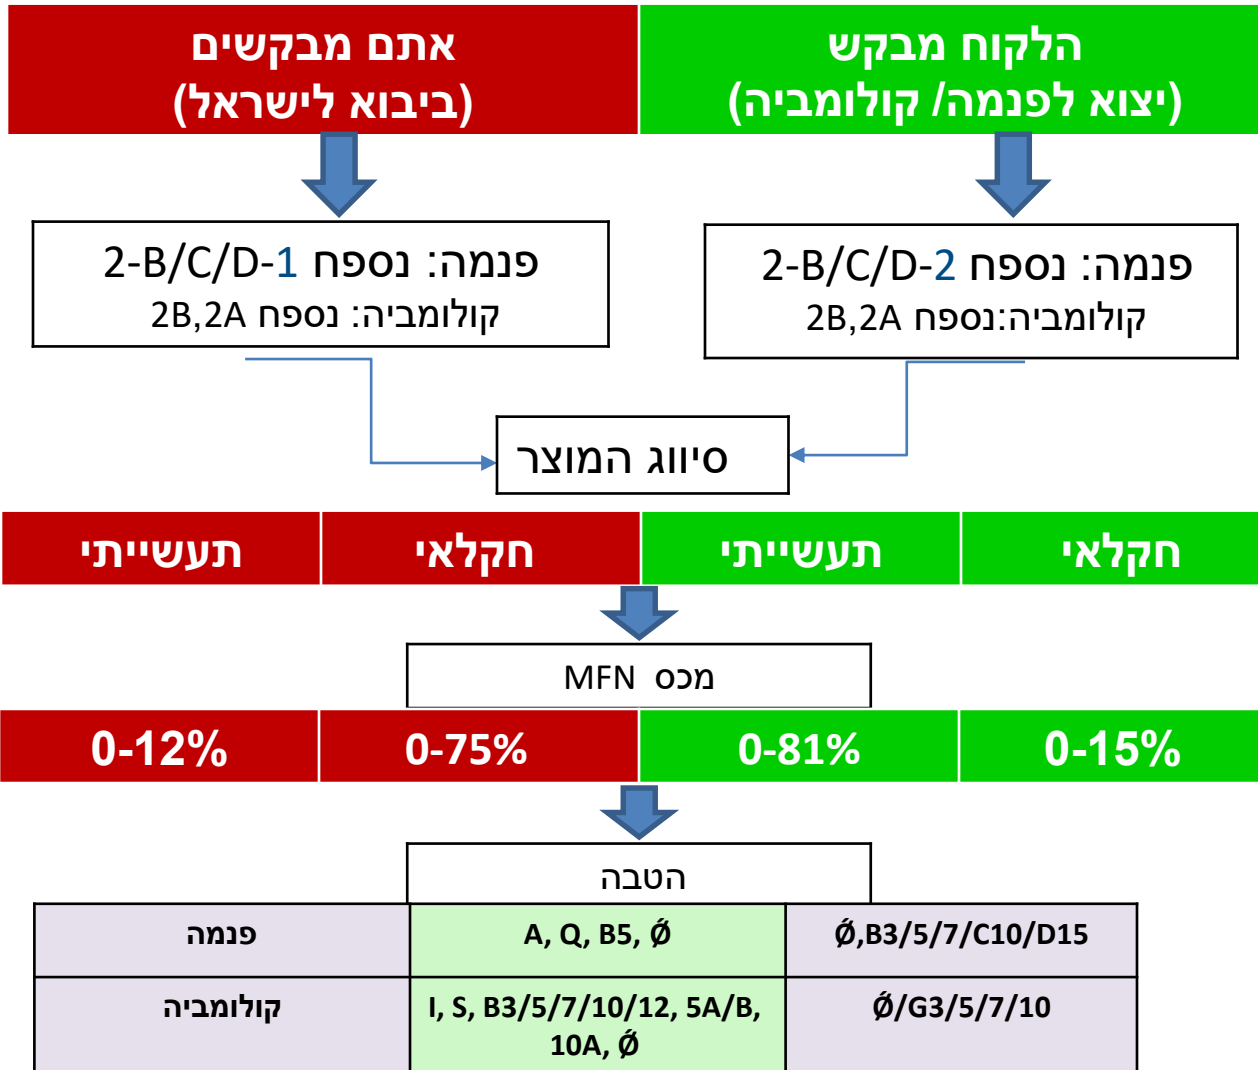 הלקוח מבקש
(יצוא לפנמה/ קולומביה)
אתם מבקשים
(ביבוא לישראל)
פנמה: נספח 2-B/C/D-2
קולומביה:נספח 2B,2A
פנמה: נספח 2-B/C/D-1
קולומביה: נספח 2B,2A
סיווג המוצר
חקלאי
תעשייתי
חקלאי
תעשייתי
מכס MFN
0-15%
0-81%
0-75%
0-12%
הטבה
פנמה
A, Q, B5, Ǿ
Ǿ,B3/5/7/C10/D15
קולומביה
I, S, B3/5/7/10/12, 5A/B,
10A, Ǿ
Ǿ/G3/5/7/10